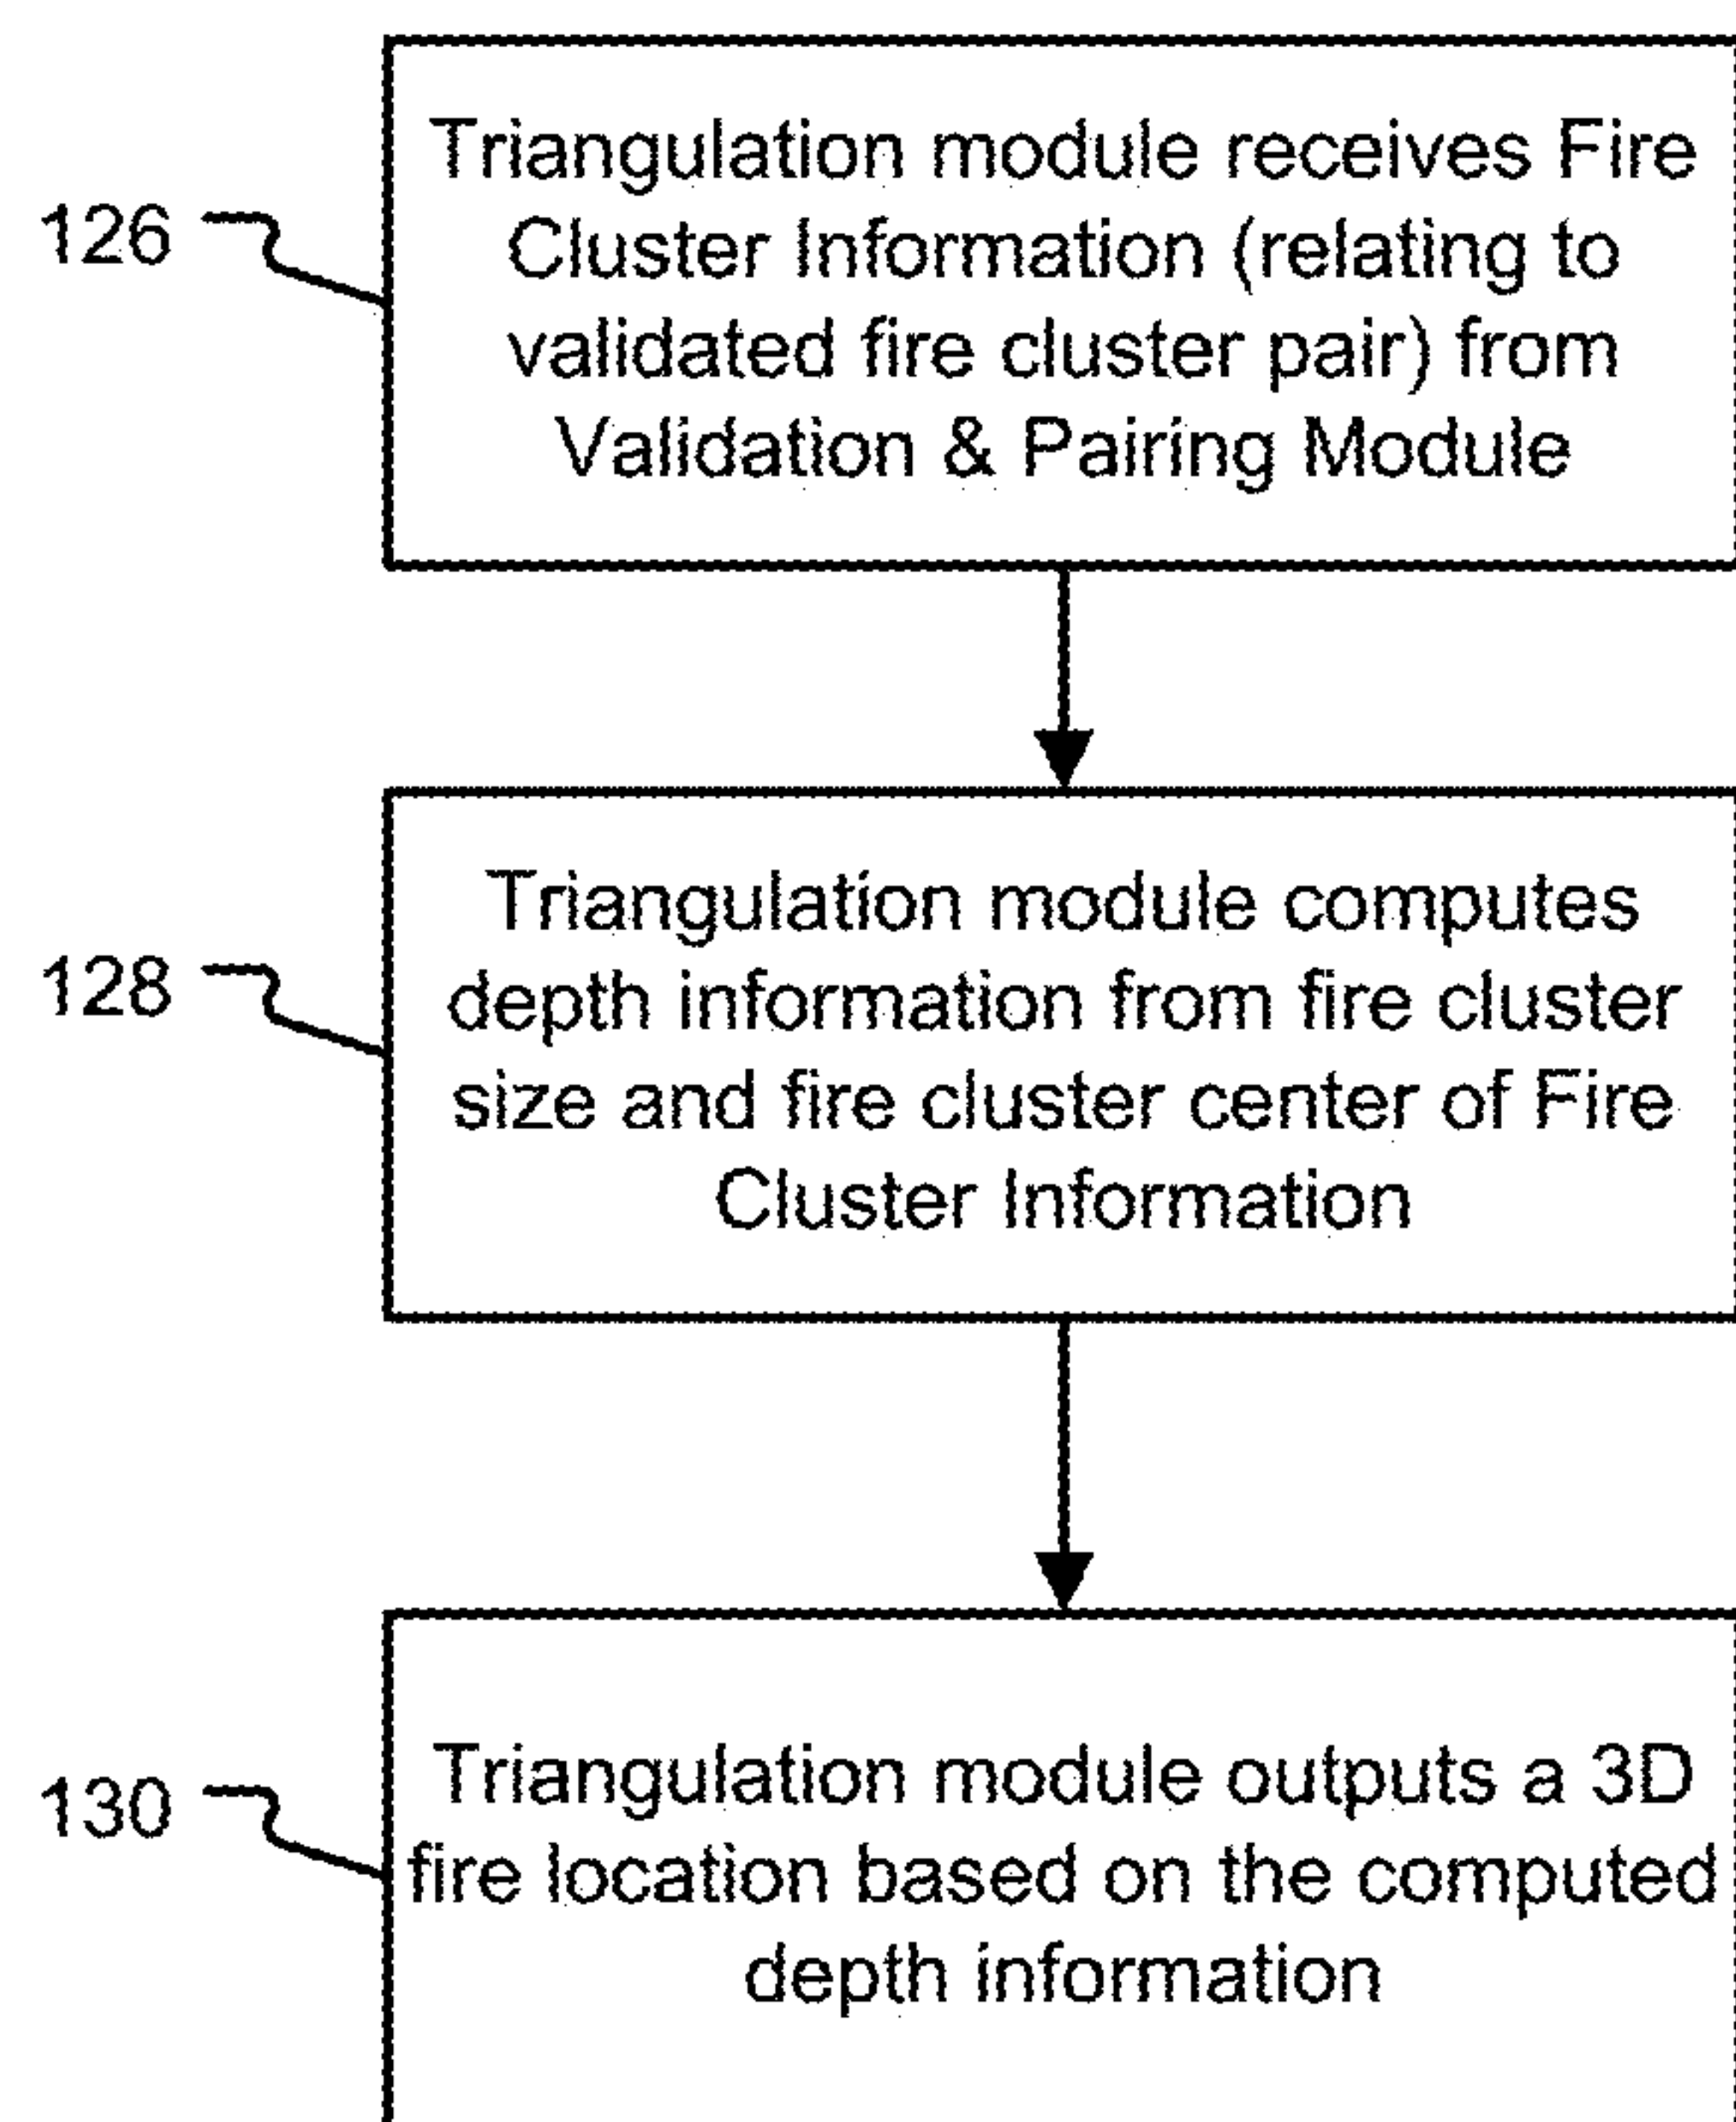 Triangulation module receives Fire
Cluster Information (relating to
validated fire cluster pair) from
Validation & Pairing Module
126
Triangulation module computes
depth information from fire cluster
size and fire cluster center of Fire
Cluster Information
128
Triangulation module outputs a 3D
fire location based on the computed
depth information
130